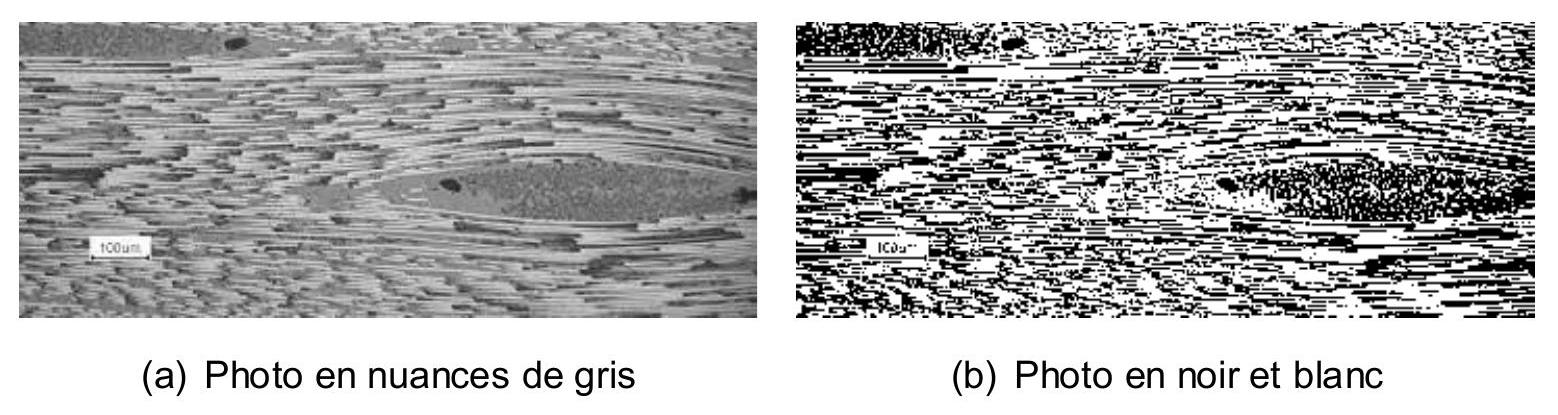 100um
(a) Photo en nuances de gris
(b) Photo en noir et blanc